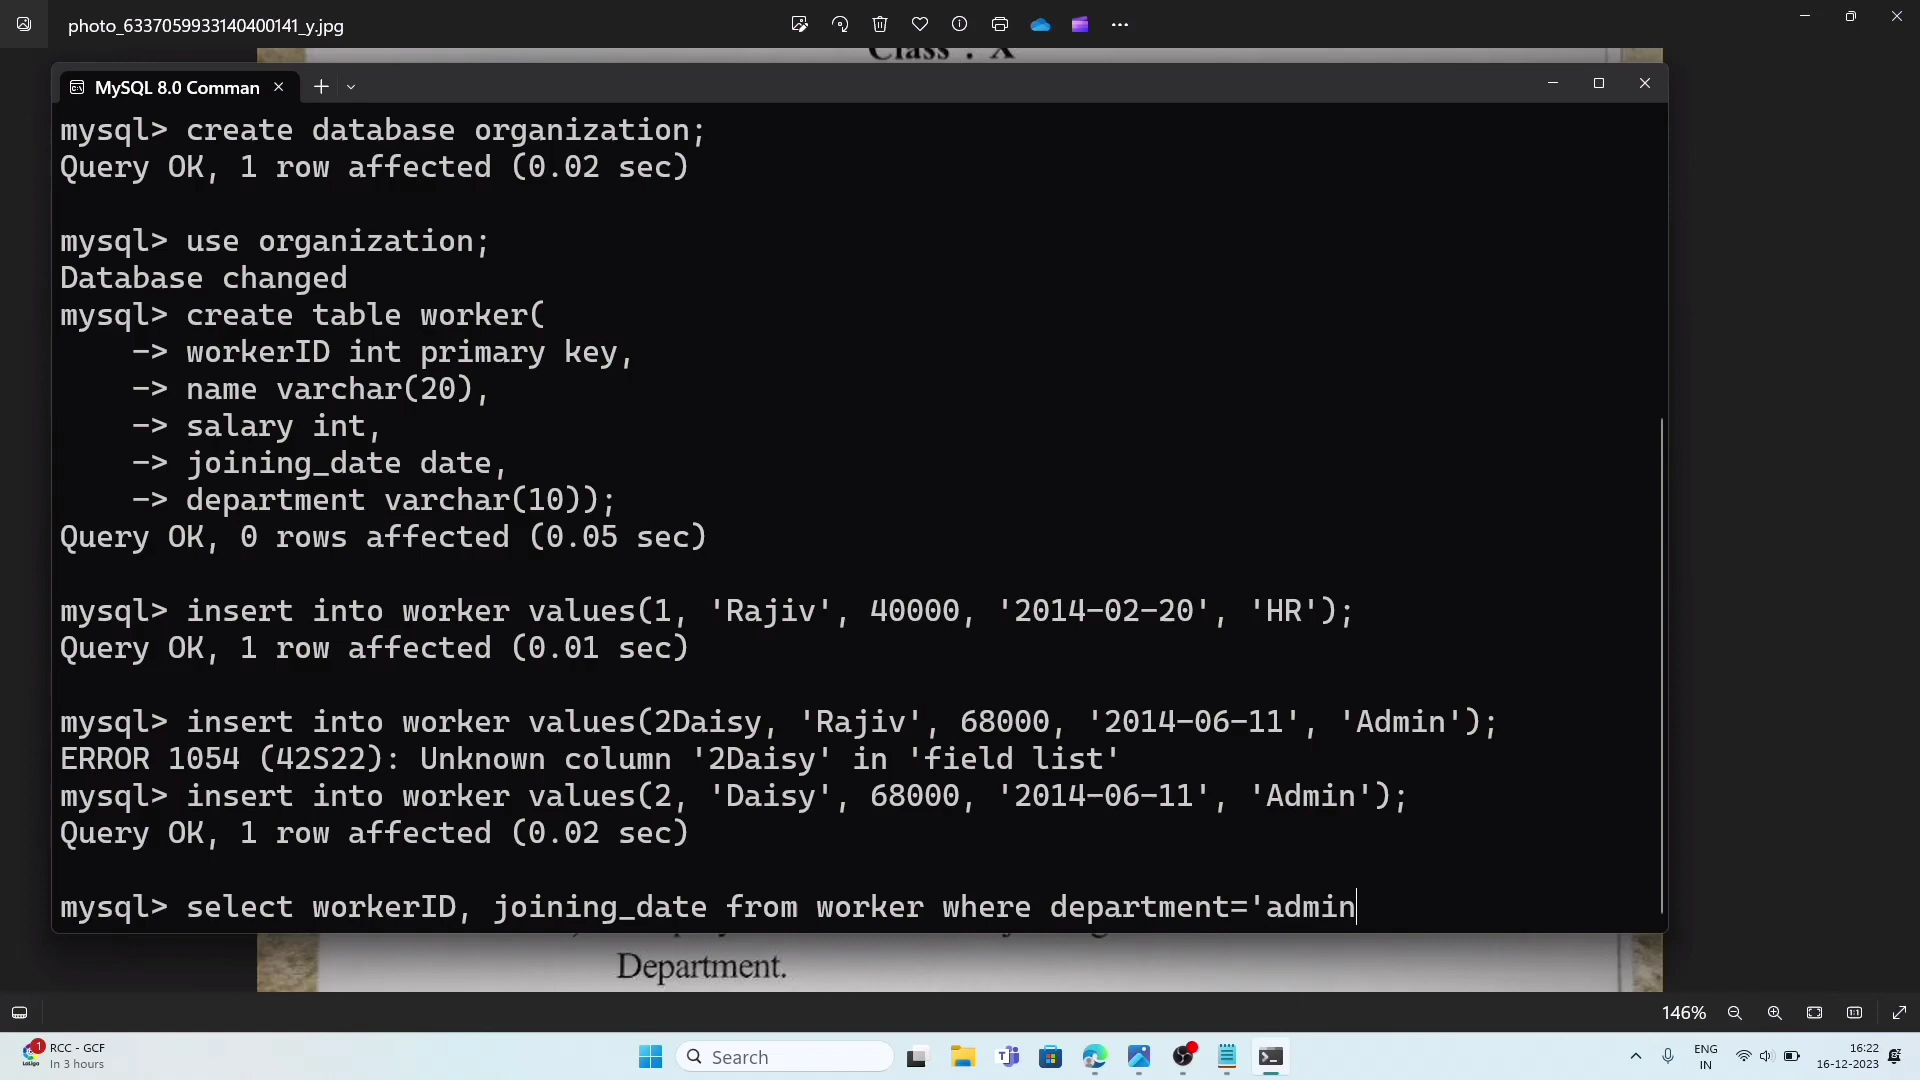 photo_6337059933140400141_y.jpg
Class : X
MySQL 8.0 Comman
mysql> create database organization;
Query OK, 1 row affected (0.02 sec)
mysql> use organization;
Database changed
mysql> create table worker(
-> workerID int primary key,
-> name varchar(20),
-> salary int,
-> joining_date date,
-> department varchar(10));
Query OK, 0 rows affected (0.05 sec)
mysql> insert into worker values(1, 'Rajiv', 40000, '2014-02-20', 'HR');
Query OK, 1 row affected (0.01 sec)
mysql> insert into worker values(2Daisy, 'Rajiv', 68000, '2014-06-11', 'Admin');
ERROR 1054 (42S22): Unknown column '2Daisy' in 'field list'
mysql> insert into worker values(2, 'Daisy', 68000, '2014-06-11', 'Admin');
Query OK, 1 row affected (0.02 sec)
mysql> select workerID, joining_date from worker where department='admin
Department.
146%
1
RCC - GCF
In 3 hours
Search
ENG
IN
16:22
16-12-2023